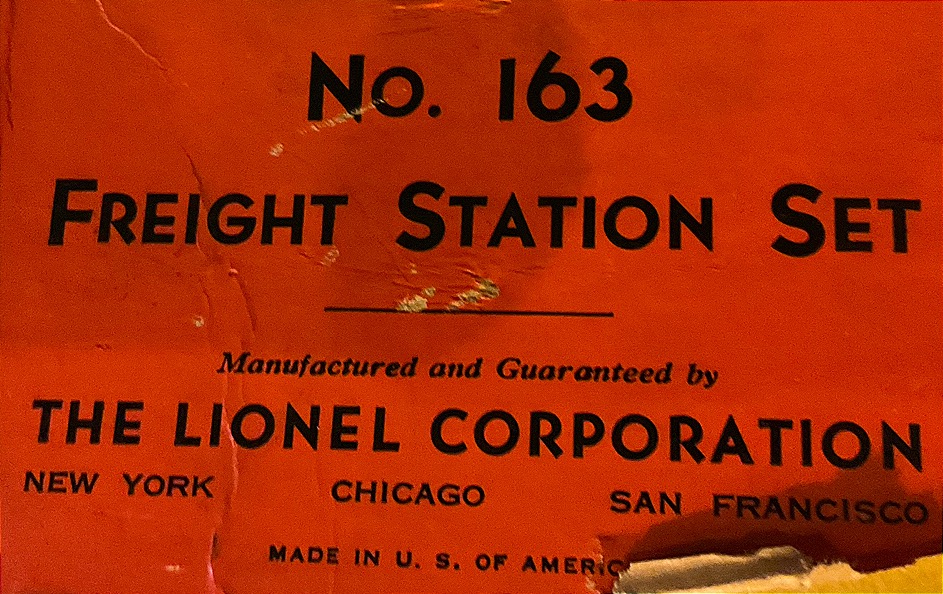 No. 163
FREIGHT STATION SET
Manufactured and Guaranteed by
THE LIONEL CORPORATION
NEW YORK CHICAGO SAN FRANCISCO
MADE IN U. S. OF AMERIC